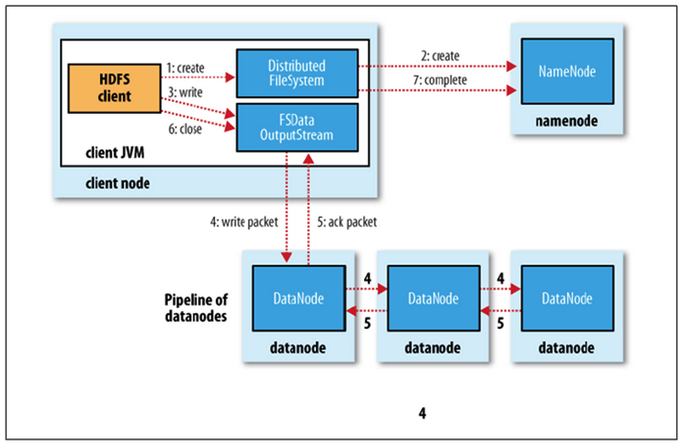 HDFS
client
1: create
3: write
6: close
Distributed
FileSystem
FSData
OutputStream
client JVM
client node
2: create
7: complete
NameNode
namenode
4: write packet
5: ack packet
Pipeline of
datanodes
DataNode
datanode
4
5
DataNode
datanode
4
5
DataNode
datanode
4